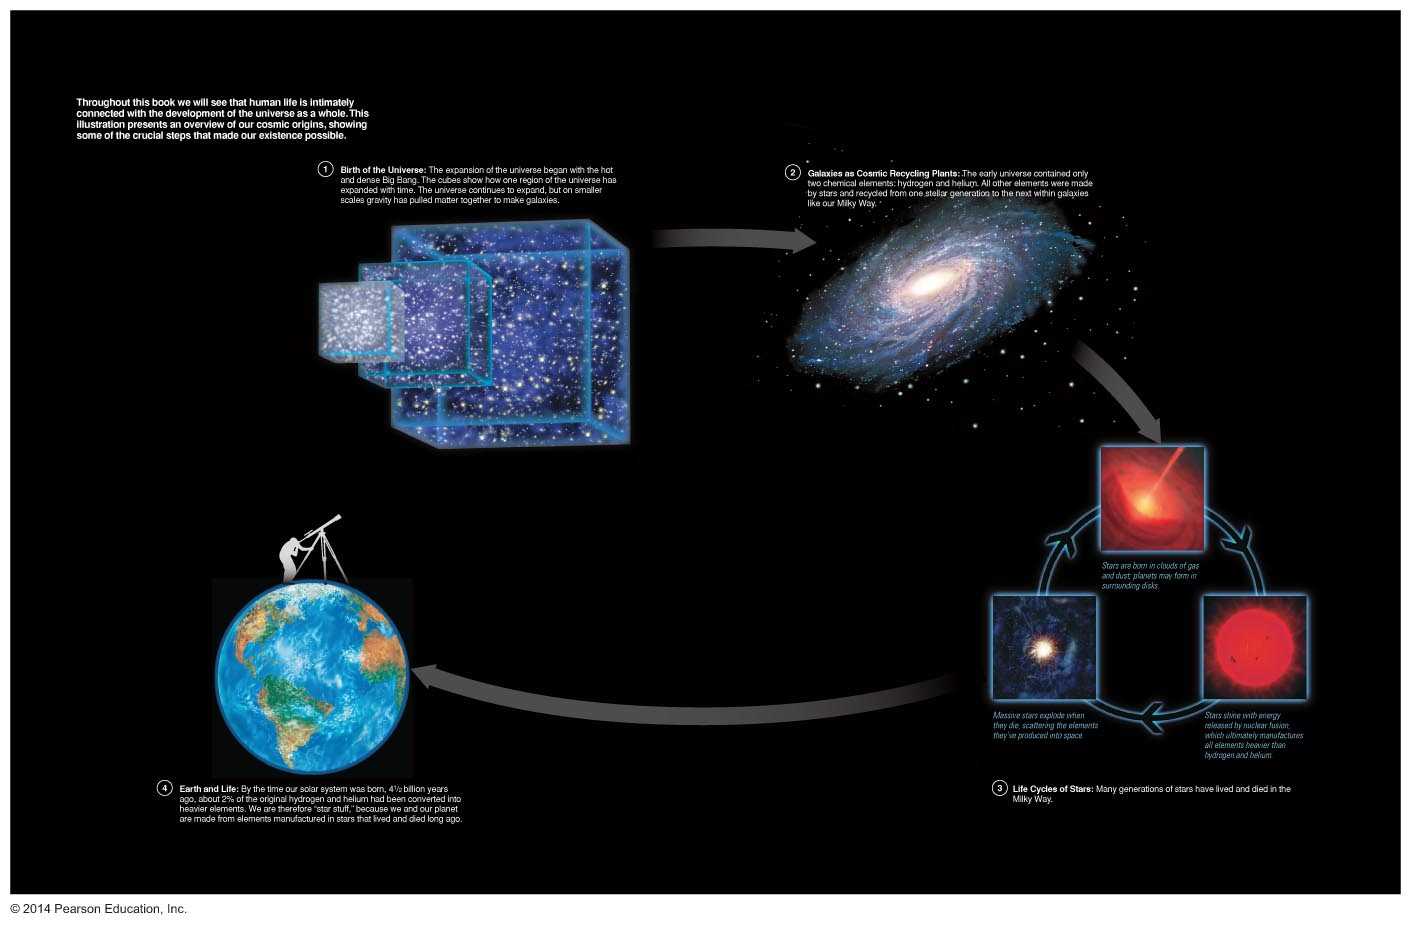 Throughout this book we will see that human life is intimately
connected with the development of the universe as a whole. This
illustration presents an overview of our cosmic origins, showing
some of the crucial steps that made our existence possible.
1 Birth of the Universe: The expansion of the universe began with the hot
and dense Big Bang. The cubes show how one region of the universe has
expanded with time. The universe continues to expand, but on smaller
scales gravity has pulled matter together to make galaxies.
2 Galaxies as Cosmic Recycling Plants: The early universe contained only
two chemical elements: hydrogen and helium. All other elements were made
by stars and recycled from one stellar generation to the next within galaxies
like our Milky Way.
Stars are born in clouds of gas
and dust; planets may form in
surrounding disks.
Massive stars explode when
they die, scattering the elements
they've produced into space.
Stars shine with energy
released by nuclear fusion,
which ultimately manufactures
all elements heavier than
hydrogen and helium.
4 Earth and Life: By the time our solar system was born, 4½ billion years
ago, about 2% of the original hydrogen and helium had been converted into
heavier elements. We are therefore "star stuff," because we and our planet
are made from elements manufactured in stars that lived and died long ago.
3 Life Cycles of Stars: Many generations of stars have lived and died in the
Milky Way.
© 2014 Pearson Education, Inc.